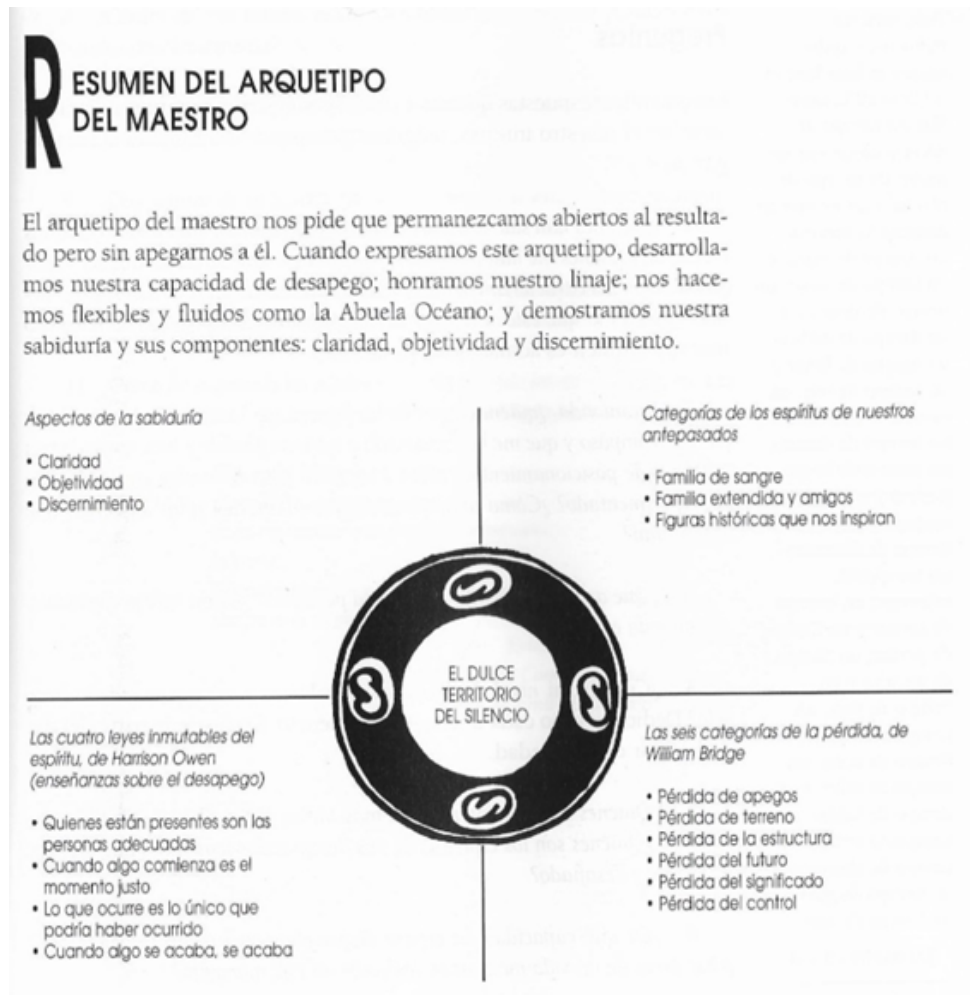 RESUMEN DEL ARQUETIPO
DEL MAESTRO
El arquetipo del maestro nos pide que permanezcamos abiertos al resulta-
do pero sin apegarnos a él. Cuando expresamos este arquetipo, desarrolla-
mos nuestra capacidad de desapego; honramos nuestro linaje; nos hace-
mos flexibles y fluidos como la Abuela Océano; y demostramos nuestra
sabiduría y sus componentes: claridad, objetividad y discernimiento.
Aspectos de la sabiduría
• Claridad
• Objetividad
• Discernimiento
Categorías de los espíritus de nuestros
antepasados
• Familia de sangre
• Familia extendida y amigos
• Figuras históricas que nos inspiran
EL DULCE
TERRITORIO
DEL SILENCIO
Las cuatro leyes inmutables del
espíritu, de Harrison Owen
(enseñanzas sobre el desapego)
• Quienes están presentes son las
personas adecuadas
• Cuando algo comienza es el
momento justo
• Lo que ocurre es lo único que
podría haber ocurrido
• Cuando algo se acaba, se acaba
Las seis categorías de la pérdida, de
William Bridge
• Pérdida de apegos
• Pérdida de terreno
• Pérdida de la estructura
• Pérdida del futuro
• Pérdida del significado
• Pérdida del control